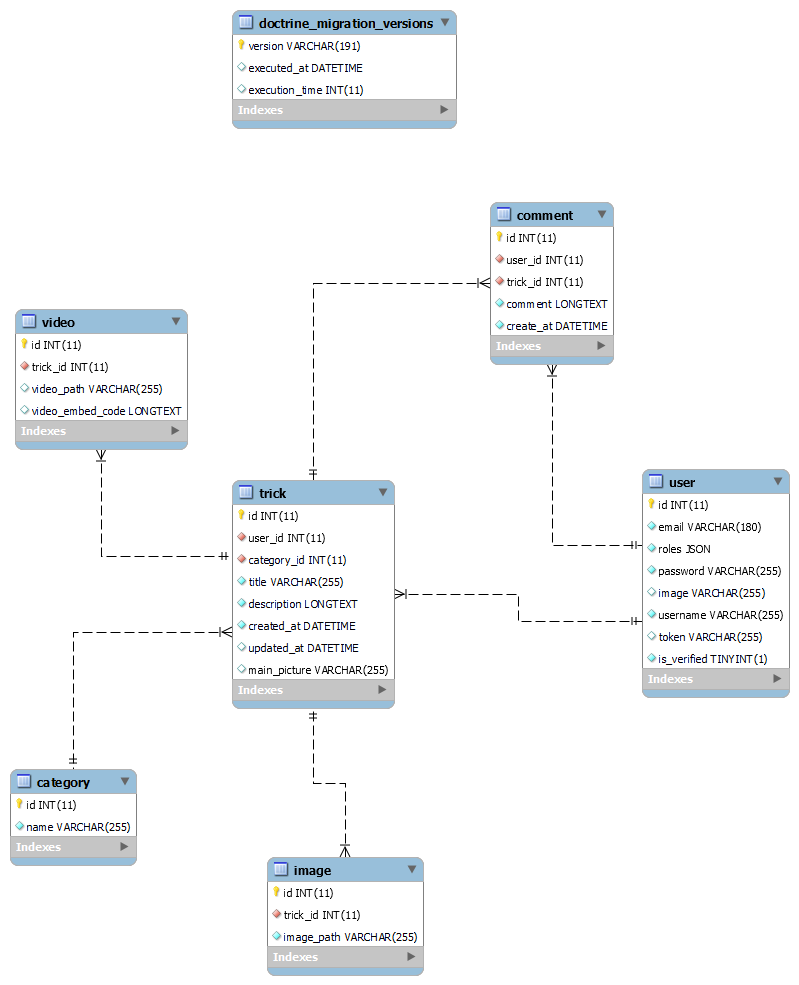 doctrine_migration_versions
version VARCHAR(191)
executed_at DATETIME
execution_time INT(11)
Indexes
comment
id INT(11)
user_id INT(11)
trick_id INT(11)
comment LONGTEXT
create_at DATETIME
Indexes
video
id INT(11)
trick_id INT(11)
video_path VARCHAR(255)
video_embed_code LONGTEXT
Indexes
trick
id INT(11)
user_id INT(11)
category_id INT(11)
title VARCHAR(255)
description LONGTEXT
created_at DATETIME
updated_at DATETIME
main_picture VARCHAR(255)
Indexes
user
id INT(11)
email VARCHAR(180)
roles JSON
password VARCHAR(255)
image VARCHAR(255)
username VARCHAR(255)
token VARCHAR(255)
is_verified TINYINT(1)
Indexes
category
id INT(11)
name VARCHAR(255)
Indexes
image
id INT(11)
trick_id INT(11)
image_path VARCHAR(255)
Indexes